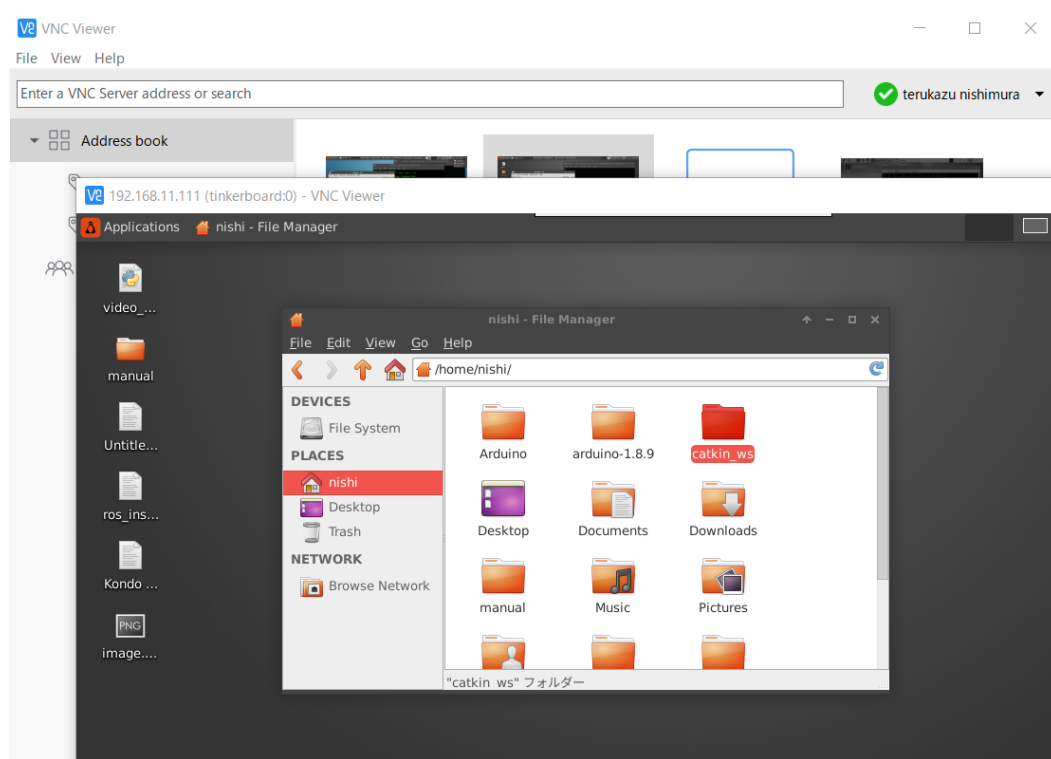 VNC Viewer
File View Help
Enter a VNC Server address or search
terukazu nishimura
Address book
192.168.11.111 (tinkerboard:0) - VNC Viewer
Applications
nishi - File Manager
video_...
manual
Untitle...
ros_ins...
Kondo ...
PNG
image....
nishi - File Manager
File Edit View Go Help
/home/nishi/
DEVICES
File System
PLACES
nishi
Desktop
Trash
NETWORK
Browse Network
Arduino arduino-1.8.9 catkin_ws
Desktop Documents Downloads
manual Music Pictures
"catkin_ws" フォルダー